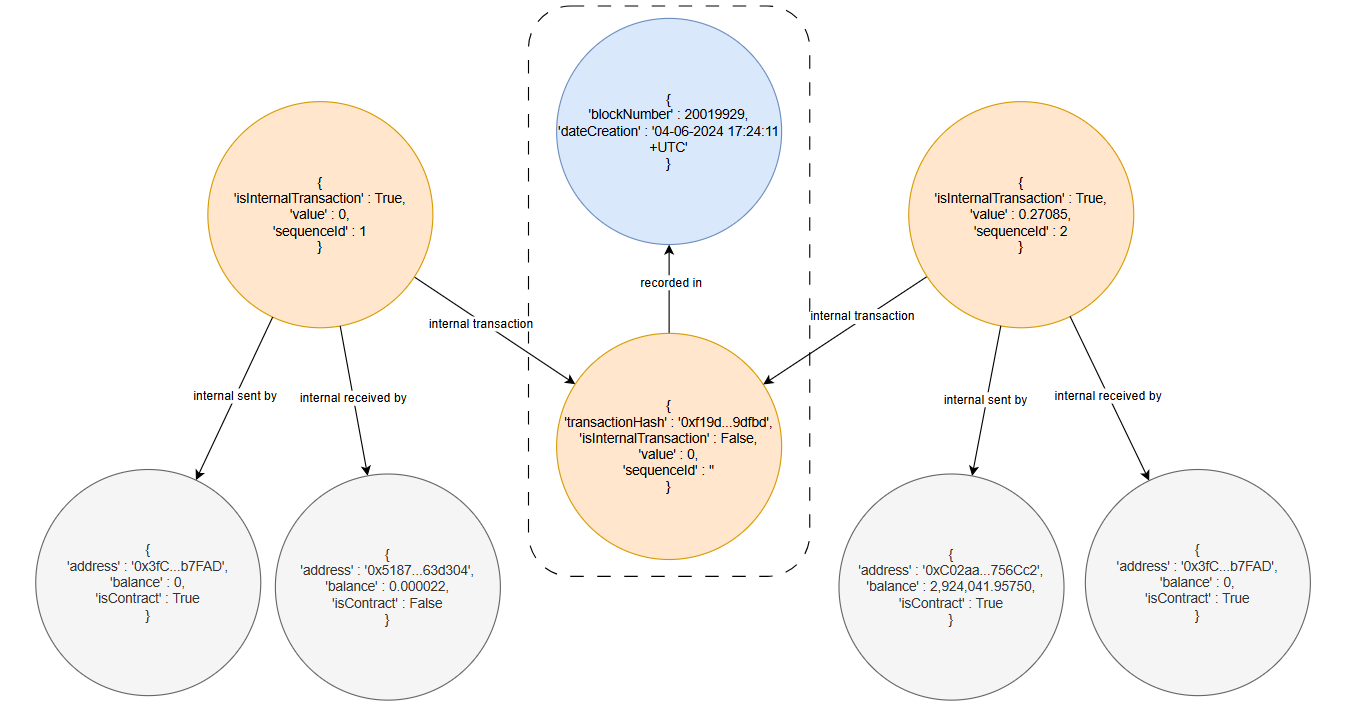 {
'blockNumber' : 20019929,
'dateCreation' : '04-06-2024 17:24:11
+UTC'
}
{
'isInternalTransaction' : True,
'value' : 0,
'sequenceId' : 1
}
{
'isInternalTransaction' : True,
'value' : 0.27085,
'sequenceId' : 2
}
recorded in
internal transaction
internal transaction
internal sent by
internal received by
internal sent by
internal received by
{
'transactionHash' : '0xf19d...9dfbd',
'isInternalTransaction' : False,
'value' : 0,
'sequenceId' : ''
}
{
'address' : '0x3fC...b7FAD',
'balance' : 0,
'isContract' : True
}
{
'address' : '0x5187...63d304',
'balance' : 0.000022,
'isContract' : False
}
{
'address' : '0xC02aa...756Cc2',
'balance' : 2,924,041.95750,
'isContract' : True
}
{
'address' : '0x3fC...b7FAD',
'balance' : 0,
'isContract' : True
}